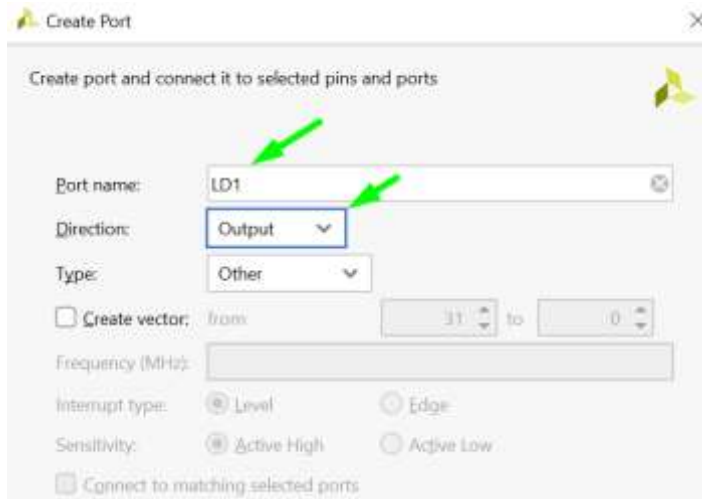 Create Port
Create port and connect it to selected pins and ports
Port name: LD1
Direction: Output
Type: Other
Create vector: from 31 to 0
Frequency (MHz):
Interrupt type: Level Edge
Sensitivity: Active High Active Low
Connect to matching selected ports